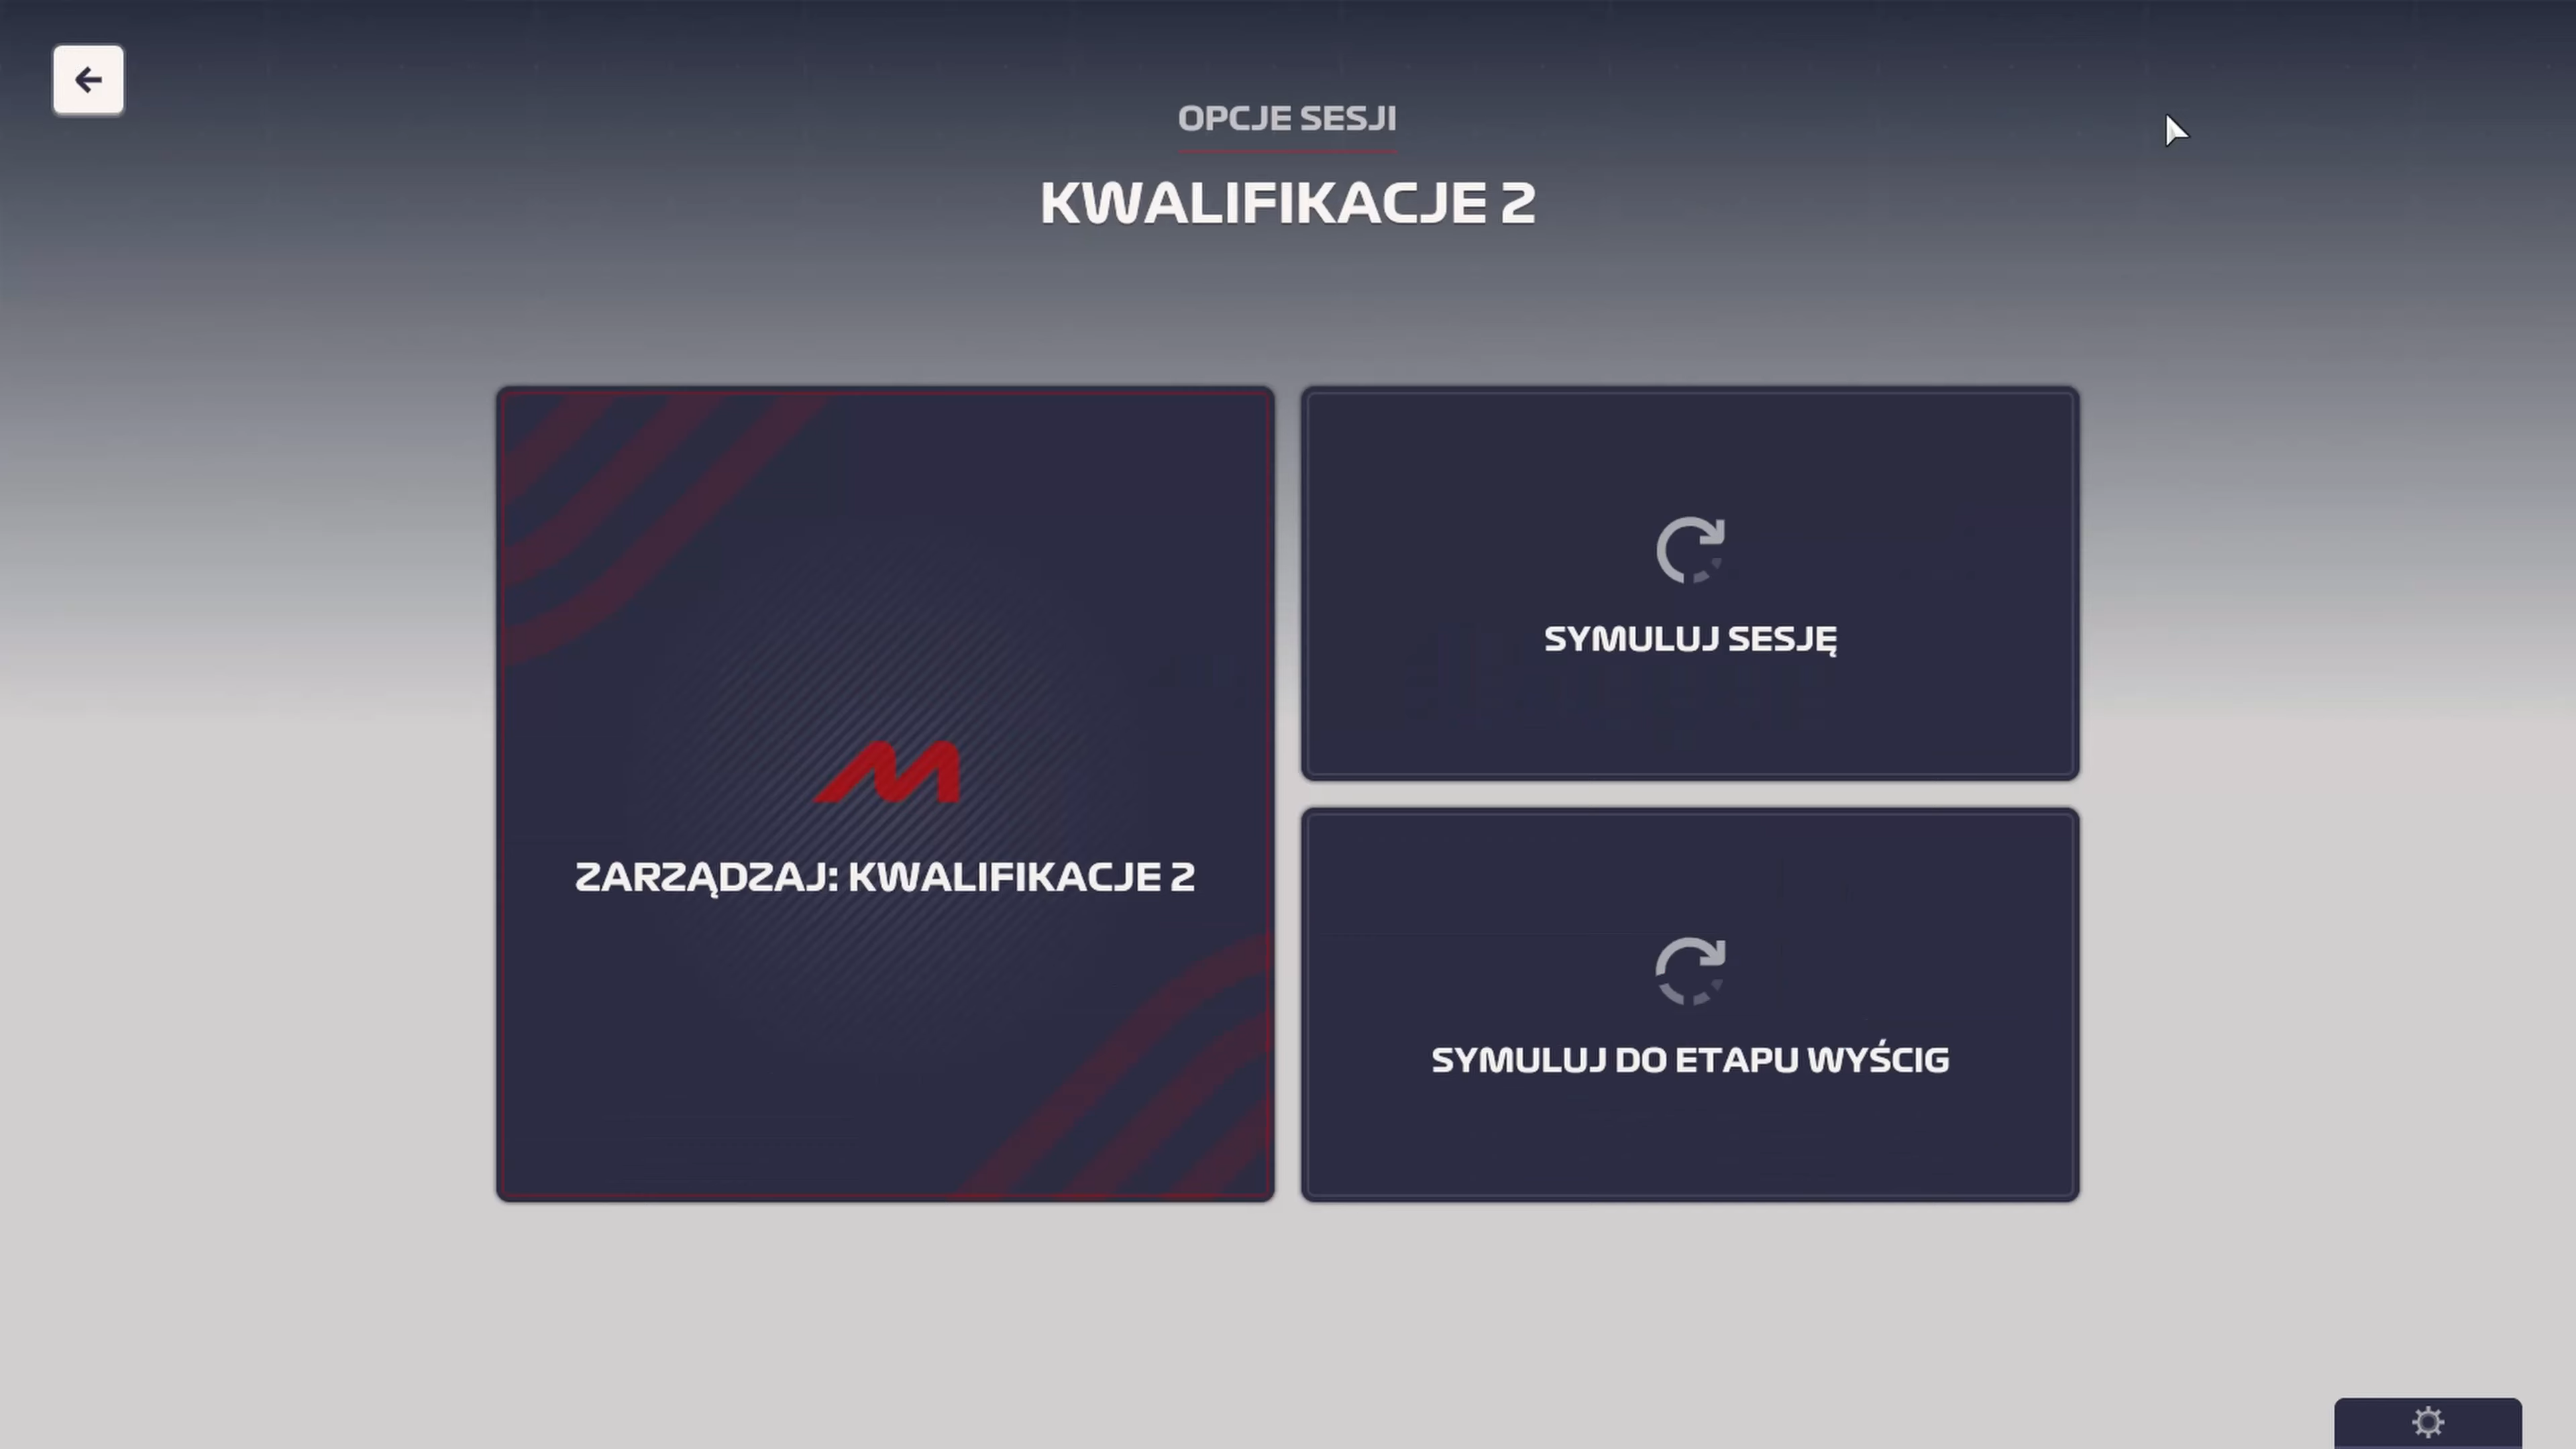 OPCJE SESJI
KWALIFIKACJE 2
ZARZĄDZAJ: KWALIFIKACJE 2
SYMULUJ SESJĘ
SYMULUJ DO ETAPU WYŚCIG